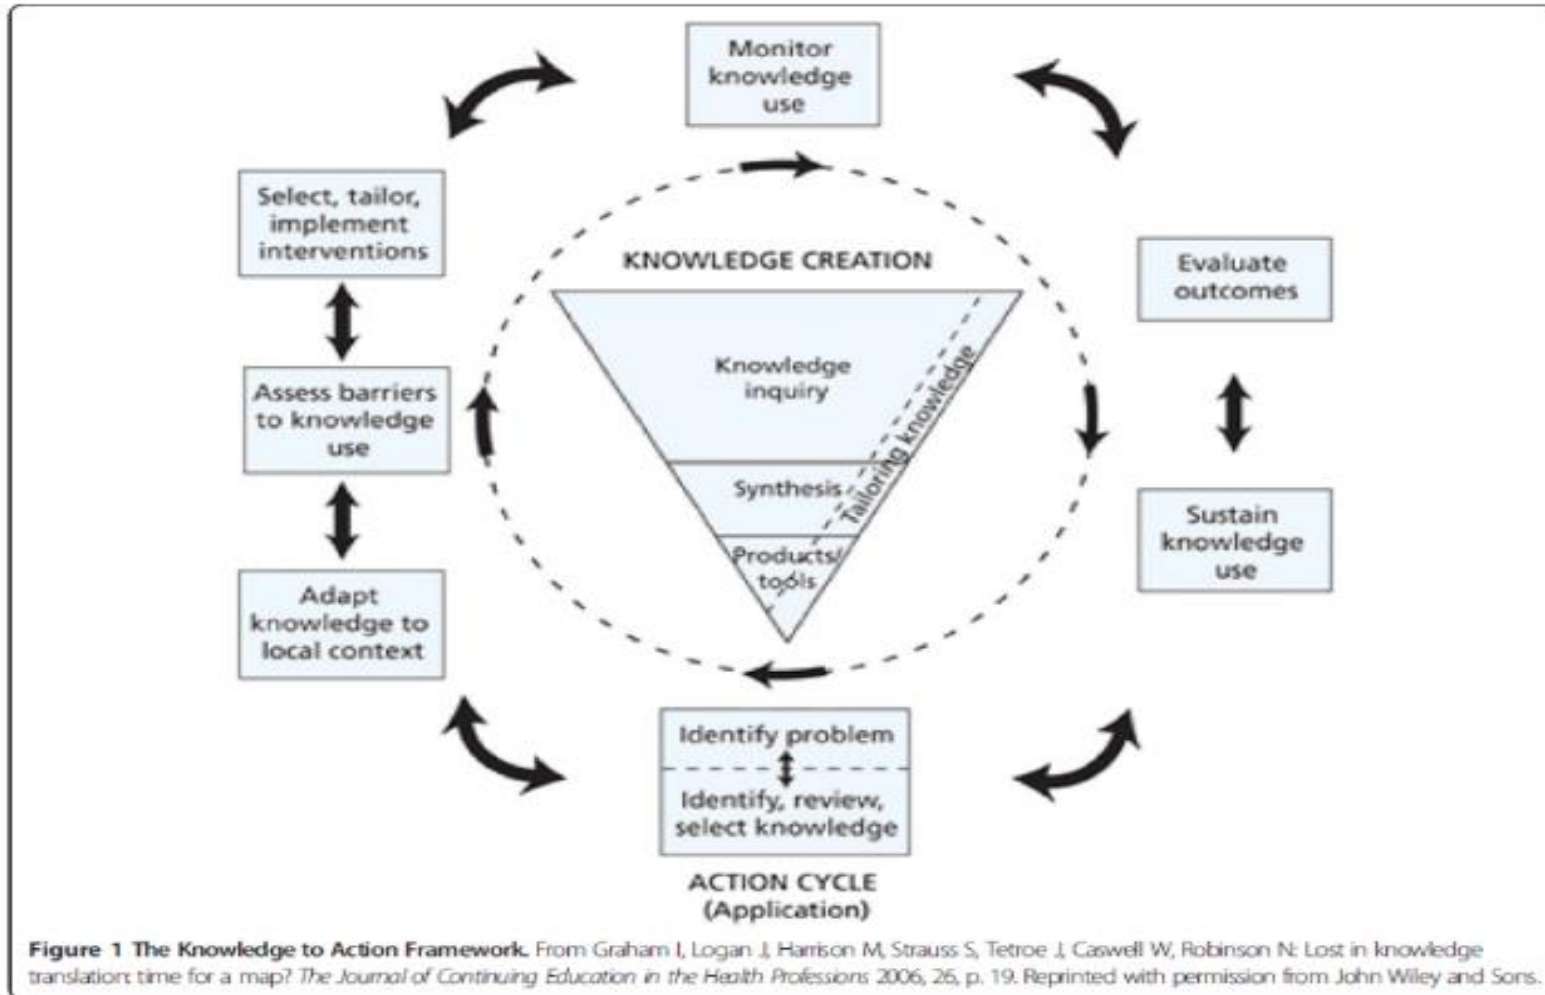 Monitor
knowledge
use
Select, tailor,
implement
interventions
KNOWLEDGE CREATION
Evaluate
outcomes
Knowledge
inquiry
Tailoring knowledge
Assess barriers
to knowledge
use
Synthesis
Sustain
knowledge
use
Products/
tools
Adapt
knowledge to
local context
Identify problem
Identify, review,
select knowledge
ACTION CYCLE
(Application)
Figure 1 The Knowledge to Action Framework. From Graham I, Logan J, Harrison M, Strauss S, Tetroe J, Caswell W, Robinson N: Lost in knowledge
translation: time for a map? The Journal of Continuing Education in the Health Professions 2006, 26, p. 19. Reprinted with permission from John Wiley and Sons.